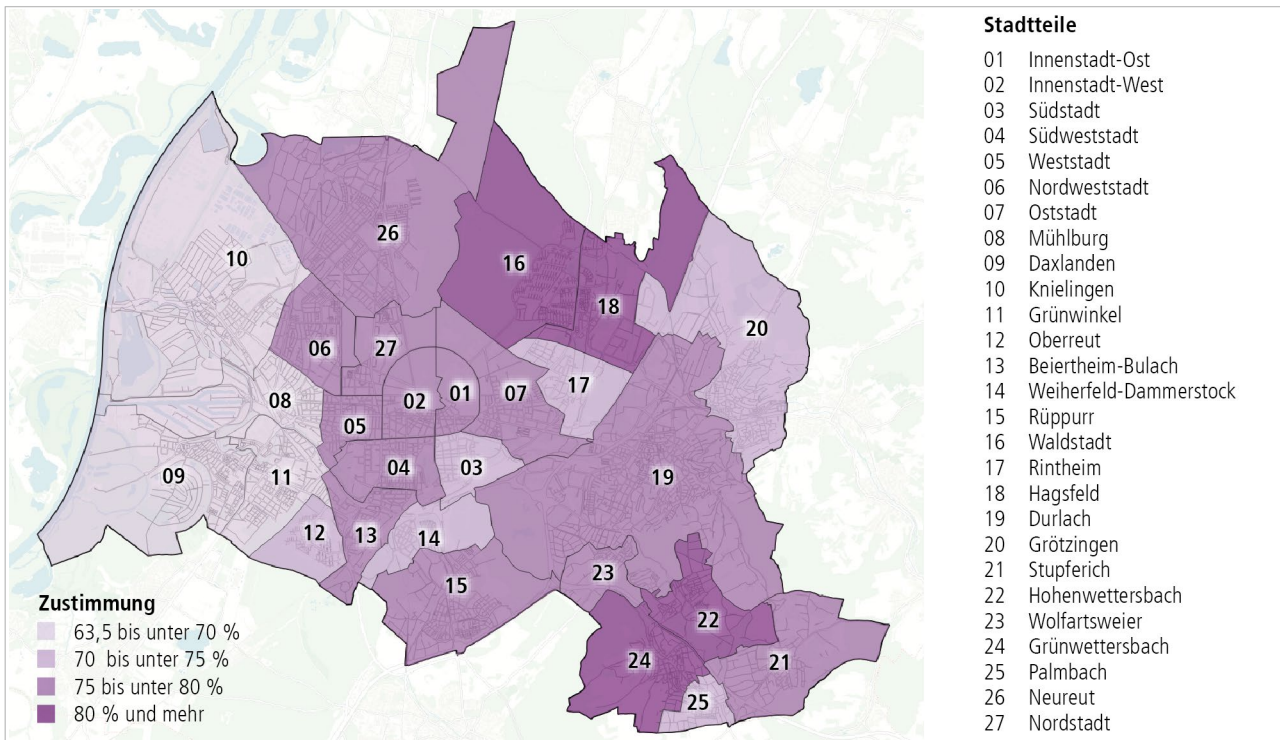 Stadtteile
01 Innenstadt-Ost
02 Innenstadt-West
03 Südstadt
04 Südweststadt
05 Weststadt
06 Nordweststadt
07 Oststadt
08 Mühlburg
09 Daxlanden
10 Knielingen
11 Grünwinkel
12 Oberreut
13 Beiertheim-Bulach
14 Weiherfeld-Dammerstock
15 Rüppurr
16 Waldstadt
17 Rintheim
18 Hagsfeld
19 Durlach
20 Grötzingen
21 Stupferich
22 Hohenwettersbach
23 Wolfartsweier
24 Grünwettersbach
25 Palmbach
26 Neureut
27 Nordstadt
26
10
16
18
20
06
27
17
08
02
01
07
05
04
03
09
11
19
12
13
14
15
23
22
24
21
25
Zustimmung
63,5 bis unter 70 %
70 bis unter 75 %
75 bis unter 80 %
80 % und mehr